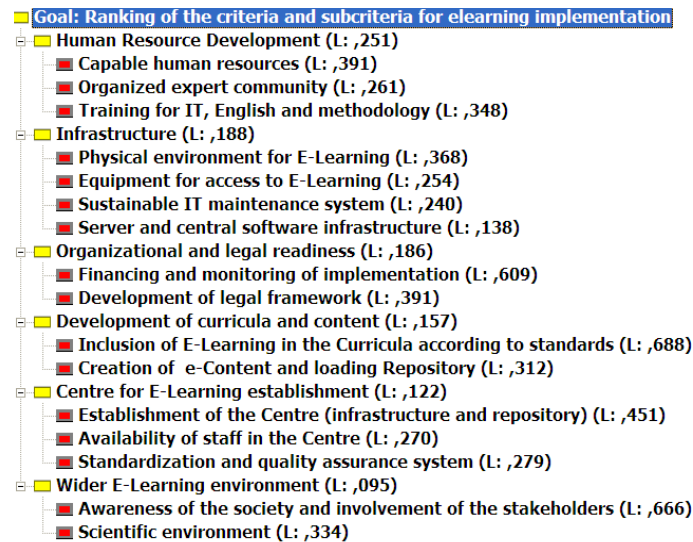 Goal: Ranking of the criteria and subcriteria for elearning implementation
Human Resource Development (L: ,251)
Capable human resources (L: ,391)
Organized expert community (L: ,261)
Training for IT, English and methodology (L: ,348)
Infrastructure (L: ,188)
Physical environment for E-Learning (L: ,368)
Equipment for access to E-Learning (L: ,254)
Sustainable IT maintenance system (L: ,240)
Server and central software infrastructure (L: ,138)
Organizational and legal readiness (L: ,186)
Financing and monitoring of implementation (L: ,609)
Development of legal framework (L: ,391)
Development of curricula and content (L: ,157)
Inclusion of E-Learning in the Curricula according to standards (L: ,688)
Creation of e-Content and loading Repository (L: ,312)
Centre for E-Learning establishment (L: ,122)
Establishment of the Centre (infrastructure and repository) (L: ,451)
Availability of staff in the Centre (L: ,270)
Standardization and quality assurance system (L: ,279)
Wider E-Learning environment (L: ,095)
Awareness of the society and involvement of the stakeholders (L: ,666)
Scientific environment (L: ,334)